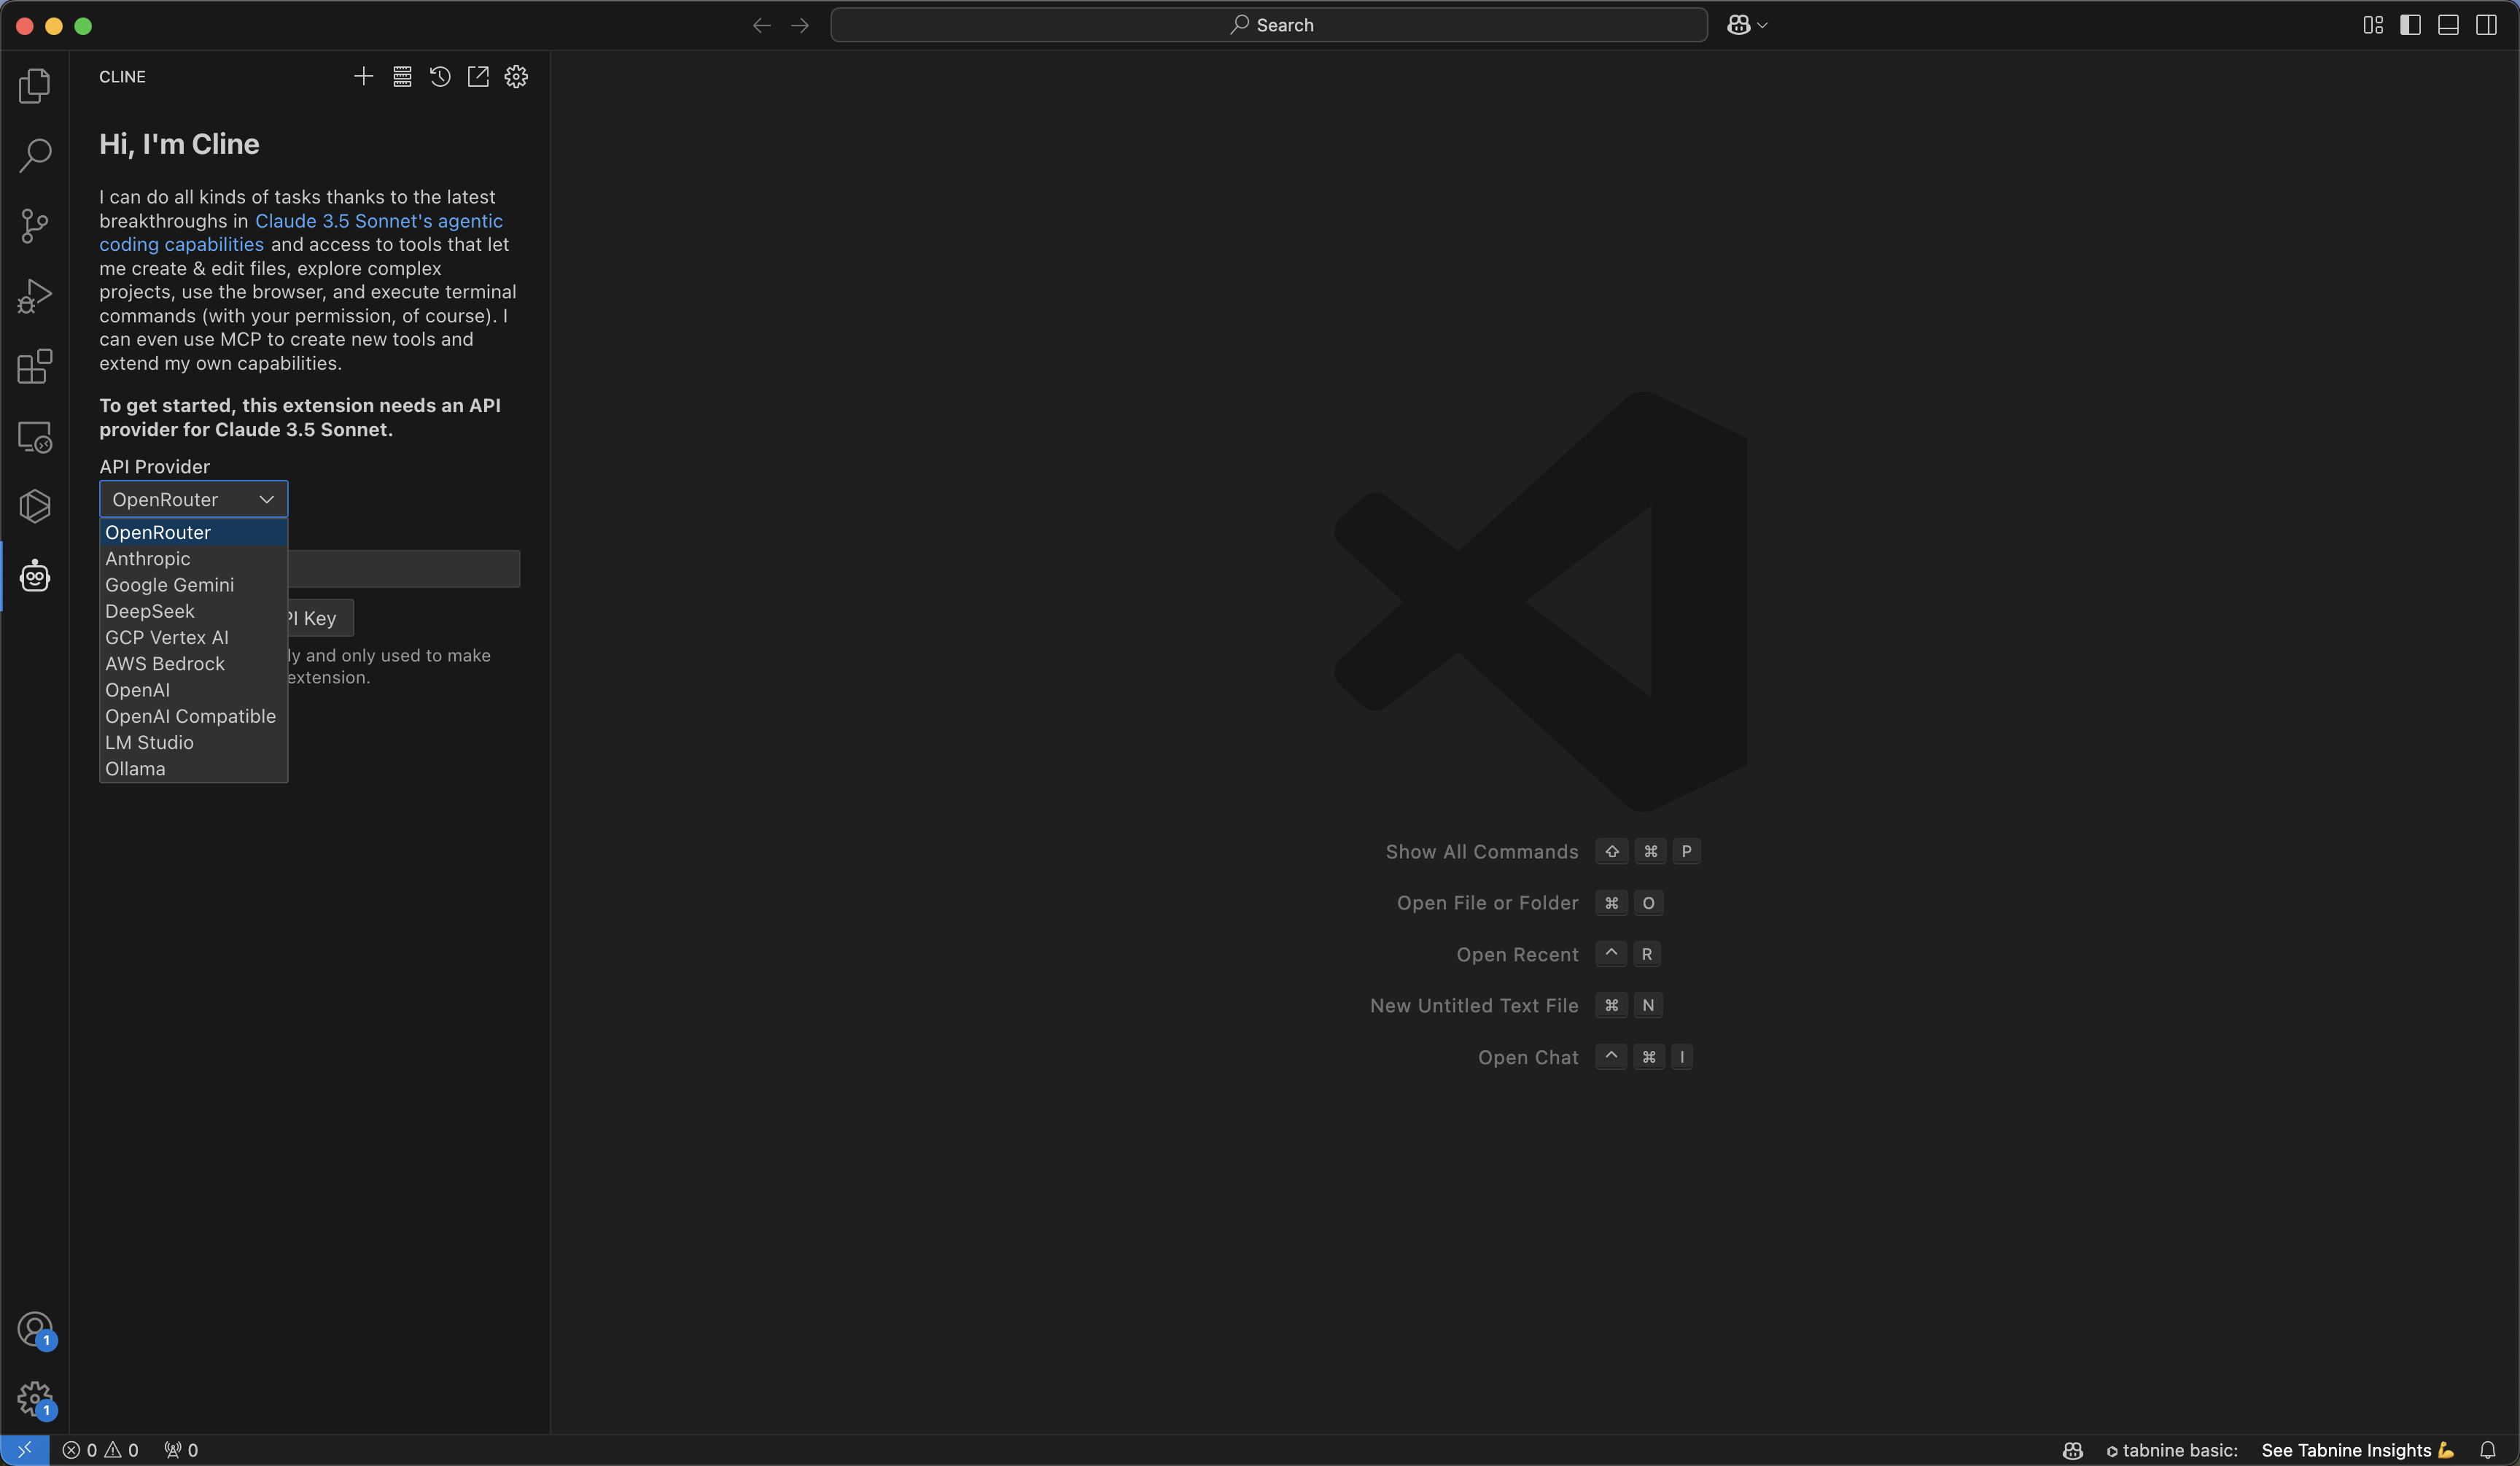 Search
CLINE
Hi, I'm Cline
I can do all kinds of tasks thanks to the latest
breakthroughs in Claude 3.5 Sonnet's agentic
coding capabilities and access to tools that let
me create & edit files, explore complex
projects, use the browser, and execute terminal
commands (with your permission, of course). I
can even use MCP to create new tools and
extend my own capabilities.
To get started, this extension needs an API
provider for Claude 3.5 Sonnet.
API Provider
OpenRouter
OpenRouter
Anthropic
Google Gemini
DeepSeek
GCP Vertex AI
AWS Bedrock
OpenAI
OpenAI Compatible
LM Studio
Ollama
PI Key
ly and only used to make
extension.
Show All Commands ⇧ ⌘ P
Open File or Folder ⌘ O
Open Recent ^ R
New Untitled Text File ⌘ N
Open Chat ^ ⌘ I
1
1
0 0 0
tabnine basic: See Tabnine Insights 💪